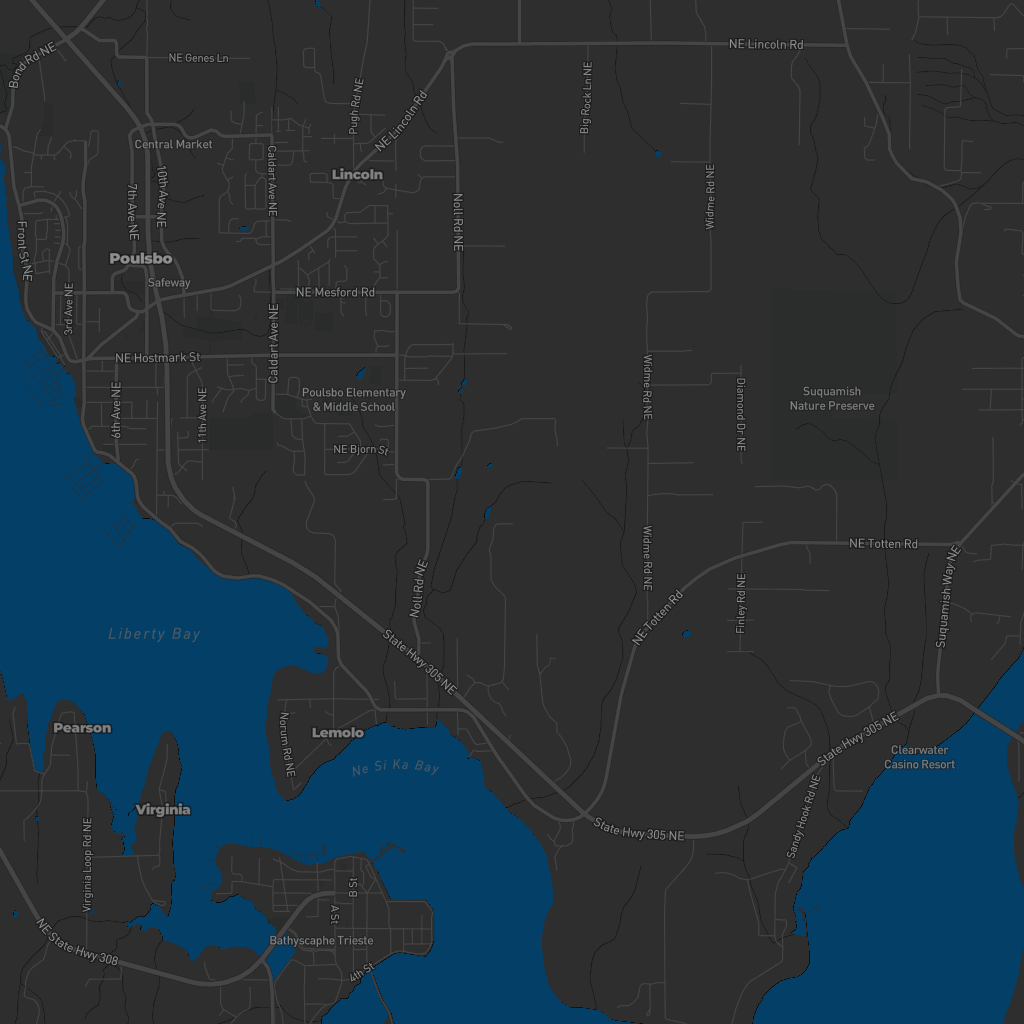 NE Lincoln Rd
Bond Rd NE
NE Genes Ln
Pugh Rd NE
Big Rock Ln NE
NE Lincoln Rd
Central Market
Caldart Ave NE
Lincoln
10th Ave NE
7th Ave NE
Widme Rd NE
Noll Rd NE
Front St NE
Poulsbo
Safeway
3rd Ave NE
NE Mesford Rd
Caldart Ave NE
NE Hostmark St
Widme Rd NE
Diamond Dr NE
Suquamish
Nature Preserve
Poulsbo Elementary
& Middle School
6th Ave NE
11th Ave NE
NE Bjorn St
NE Totten Rd
Widme Rd NE
Noll Rd NE
Finley Rd NE
Suquamish Way NE
NE Totten Rd
Liberty Bay
State Hwy 305 NE
Pearson
Norum Rd NE
Lemolo
State Hwy 305 NE
Clearwater
Casino Resort
Ne Si Ka Bay
Virginia
Sandy Hook Rd NE
State Hwy 305 NE
Virginia Loop Rd NE
B St
A St
NE State Hwy 308
Bathyscaphe Trieste
4th St